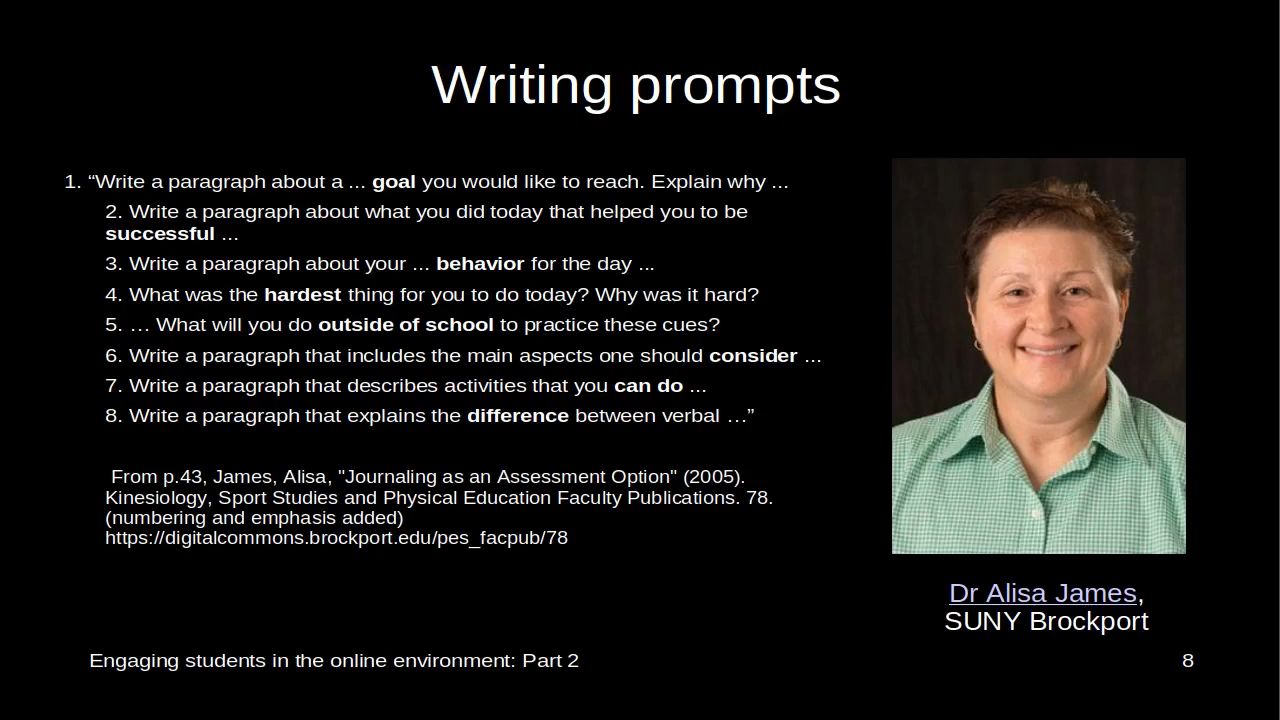 Writing prompts
1. “Write a paragraph about a ... goal you would like to reach. Explain why ...
2. Write a paragraph about what you did today that helped you to be
successful ...
3. Write a paragraph about your ... behavior for the day ...
4. What was the hardest thing for you to do today? Why was it hard?
5. … What will you do outside of school to practice these cues?
6. Write a paragraph that includes the main aspects one should consider ...
7. Write a paragraph that describes activities that you can do ...
8. Write a paragraph that explains the difference between verbal …”
From p.43, James, Alisa, "Journaling as an Assessment Option" (2005).
Kinesiology, Sport Studies and Physical Education Faculty Publications. 78.
(numbering and emphasis added)
https://digitalcommons.brockport.edu/pes_facpub/78
Dr Alisa James,
SUNY Brockport
Engaging students in the online environment: Part 2
8